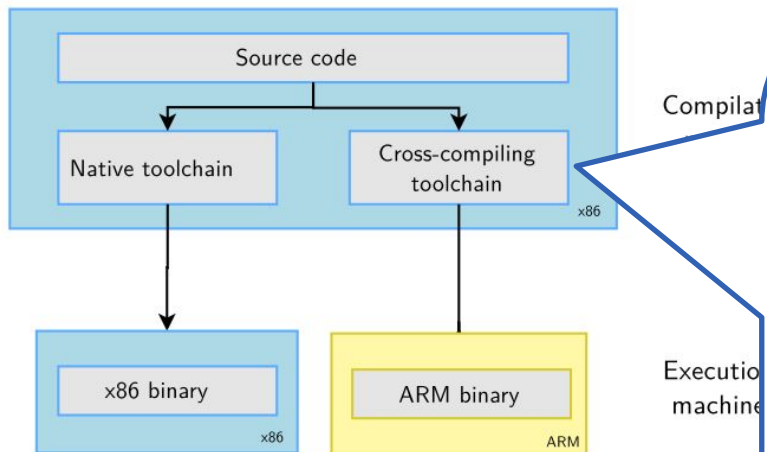 Source code
Native toolchain
Cross-compiling
toolchain
x86
Compilat
x86 binary
x86
ARM binary
ARM
Executio
machine